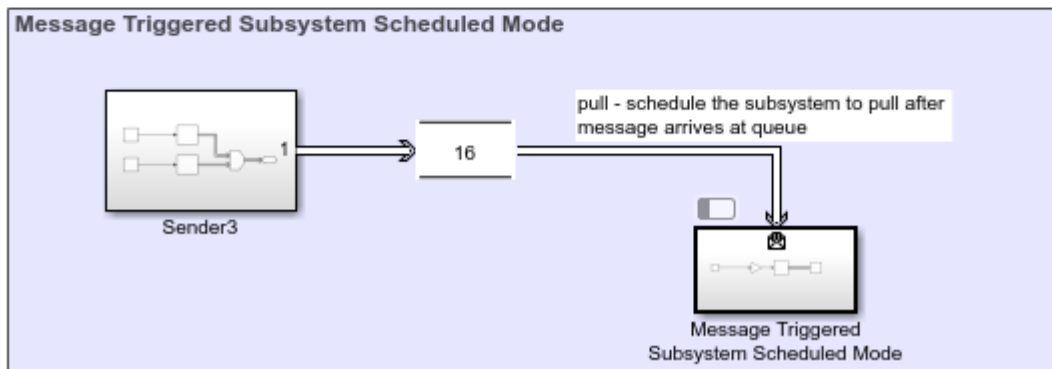 Message Triggered Subsystem Scheduled Mode
pull - schedule the subsystem to pull after
message arrives at queue
1
16
Sender3
Message Triggered
Subsystem Scheduled Mode